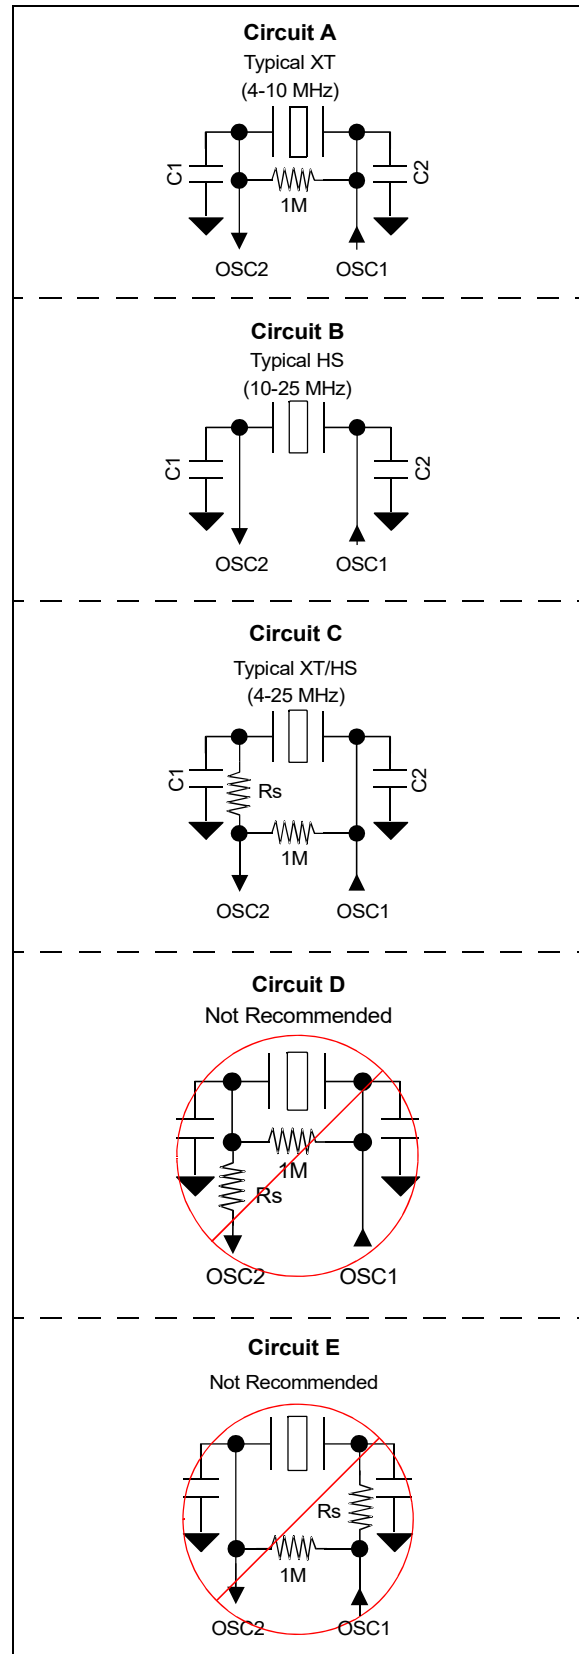 Circuit A
Typical XT
(4-10 MHz)
C1
C2
1M
OSC2 OSC1
Circuit B
Typical HS
(10-25 MHz)
C1
C2
OSC2 OSC1
Circuit C
Typical XT/HS
(4-25 MHz)
C1
Rs
C2
1M
OSC2 OSC1
Circuit D
Not Recommended
1M
Rs
OSC2 OSC1
Circuit E
Not Recommended
Rs
1M
OSC2 OSC1